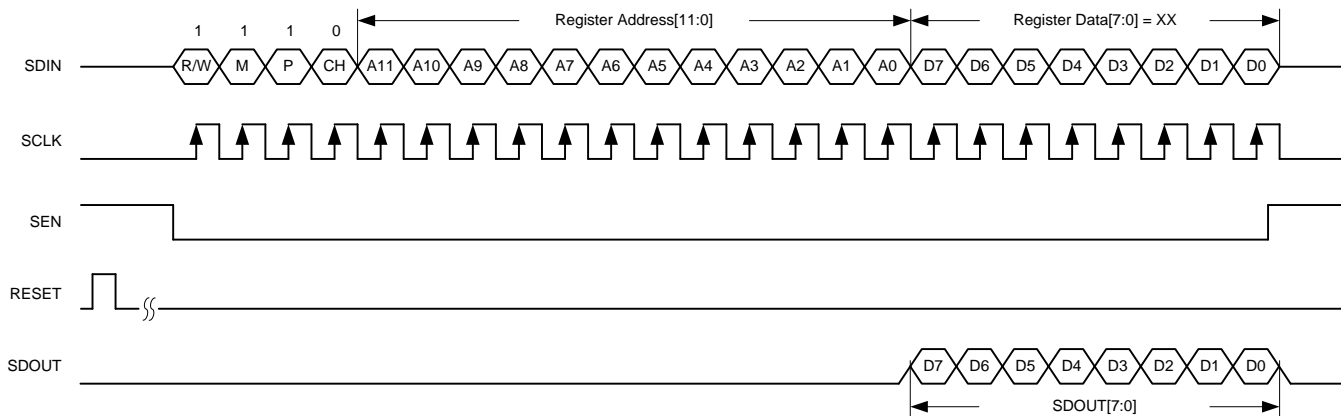 1 1 1 0 Register Address[11:0] Register Data[7:0] = XX
SDIN R/W M P CH A11 A10 A9 A8 A7 A6 A5 A4 A3 A2 A1 A0 D7 D6 D5 D4 D3 D2 D1 D0
SCLK
SEN
RESET
SDOUT D7 D6 D5 D4 D3 D2 D1 D0
SDOUT[7:0]